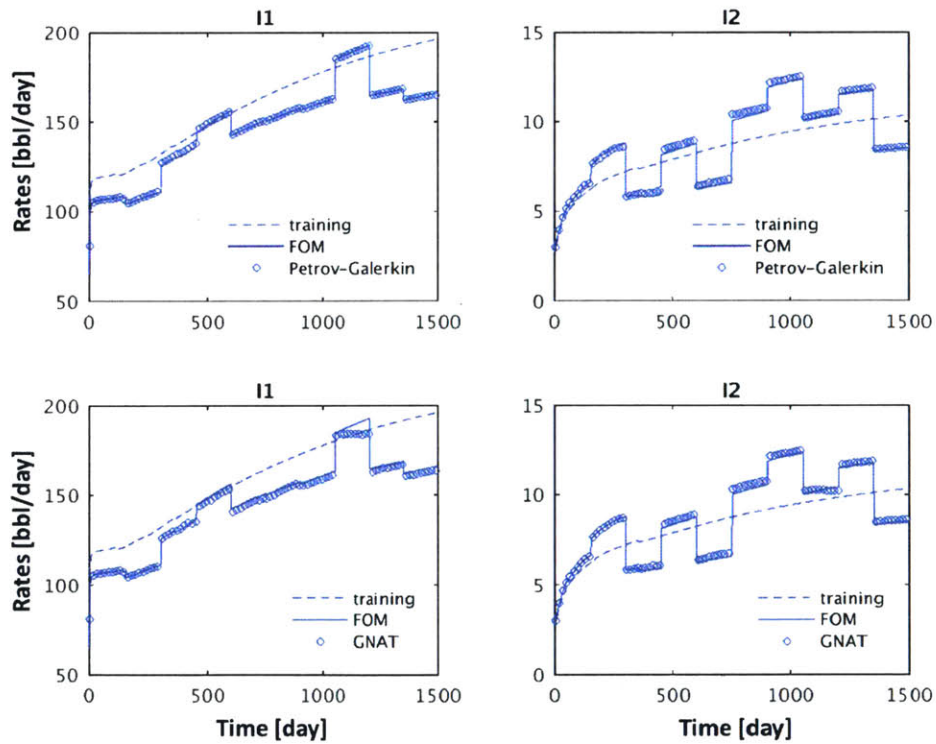 I1
I2
Rates [bbl/day]
200
150
100
50
0
500
1000
1500
training
FOM
Petrov-Galerkin
15
10
5
0
0
500
1000
1500
training
FOM
Petrov-Galerkin
I1
I2
Rates [bbl/day]
200
150
100
50
0
500
1000
1500
training
FOM
GNAT
Time [day]
15
10
5
0
0
500
1000
1500
training
FOM
GNAT
Time [day]